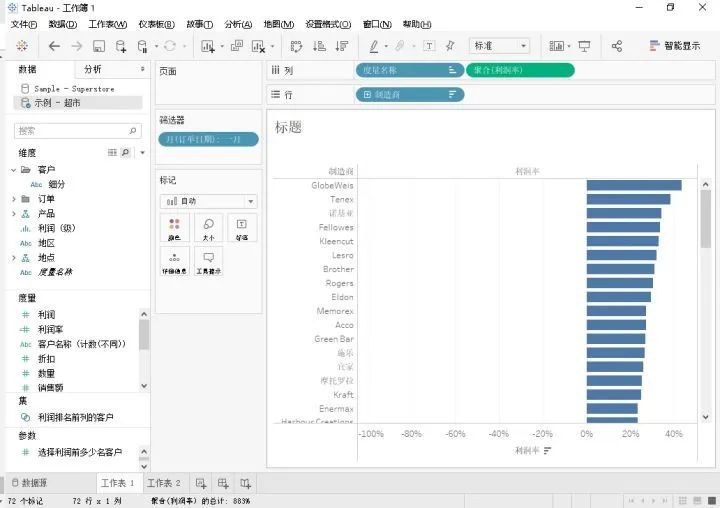 Tableau - 工作簿 1
文件(F) 数据(D) 工作表(W) 仪表板(B) 故事(T) 分析(A) 地图(M) 设置格式(O) 窗口(N) 帮助(H)
标准 智能显示
数据 分析
Sample - Superstore
示例 - 超市
搜索
维度
客户
Abc 细分
订单
产品
利润 (级)
Abc 地区
地点
Abc 度量名称
度量
利润
利润率
Abc 客户名称 (计数(不同))
折扣
数量
销售额
集
利润排名前列的客户
参数
选择利润前多少名客户
页面
筛选器
月(订单日期): 一月
标记
自动
颜色 大小 标签
详细信息 工具提示
列 度量名称 聚合(利润率)
行 制造商
标题
制造商 利润率
GlobeWeis
Tenex
诺基亚
Fellowes
Kleencut
Lesro
Brother
Rogers
Eldon
Memorex
Acco
Green Bar
施乐
宜家
摩托罗拉
Kraft
Enermax
Harbour Creations
-100% -80% -60% -40% -20% 0% 20% 40%
利润率
数据源 工作表 1 工作表 2
72 个标记 72 行 x 1 列 聚合(利润率) 的总计: 883%